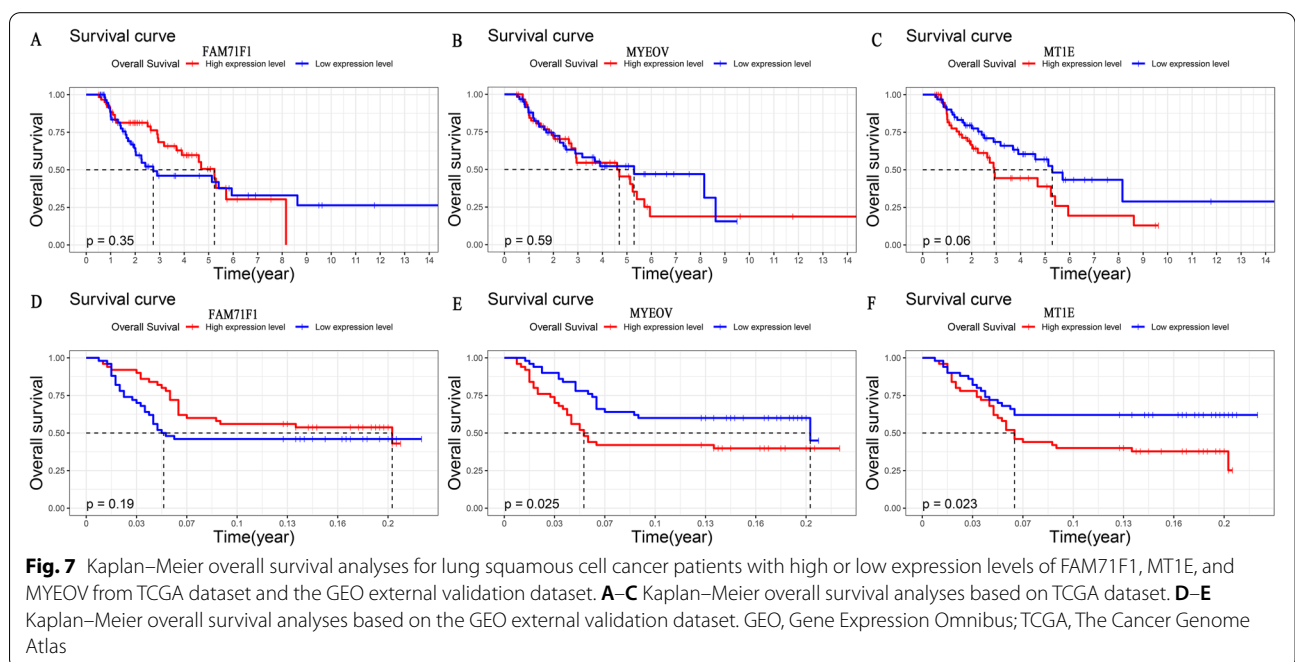 A Survival curve
FAM71F1
Overall Suvival High expression level Low expression level
Overall survival
1.00
0.75
0.50
0.25
0.00
p = 0.35
0 1 2 3 4 5 6 7 8 9 10 11 12 13 14
Time(year)
B Survival curve
MYEOV
Overall Suvival High expression level Low expression level
Overall survival
1.00
0.75
0.50
0.25
0.00
p = 0.59
0 1 2 3 4 5 6 7 8 9 10 11 12 13 14
Time(year)
C Survival curve
MT1E
Overall Suvival High expression level Low expression level
Overall survival
1.00
0.75
0.50
0.25
0.00
p = 0.06
0 1 2 3 4 5 6 7 8 9 10 11 12 13 14
Time(year)
D Survival curve
FAM71F1
Overall Suvival High expression level Low expression level
Overall survival
1.00
0.75
0.50
0.25
0.00
p = 0.19
0 0.03 0.07 0.1 0.13 0.16 0.2
Time(year)
E Survival curve
MYEOV
Overall Suvival High expression level Low expression level
Overall survival
1.00
0.75
0.50
0.25
0.00
p = 0.025
0 0.03 0.07 0.1 0.13 0.16 0.2
Time(year)
F Survival curve
MT1E
Overall Suvival High expression level Low expression level
Overall survival
1.00
0.75
0.50
0.25
0.00
p = 0.023
0 0.03 0.07 0.1 0.13 0.16 0.2
Time(year)
Fig. 7 Kaplan–Meier overall survival analyses for lung squamous cell cancer patients with high or low expression levels of FAM71F1, MT1E, and
MYEOV from TCGA dataset and the GEO external validation dataset. A–C Kaplan–Meier overall survival analyses based on TCGA dataset. D–E
Kaplan–Meier overall survival analyses based on the GEO external validation dataset. GEO, Gene Expression Omnibus; TCGA, The Cancer Genome
Atlas